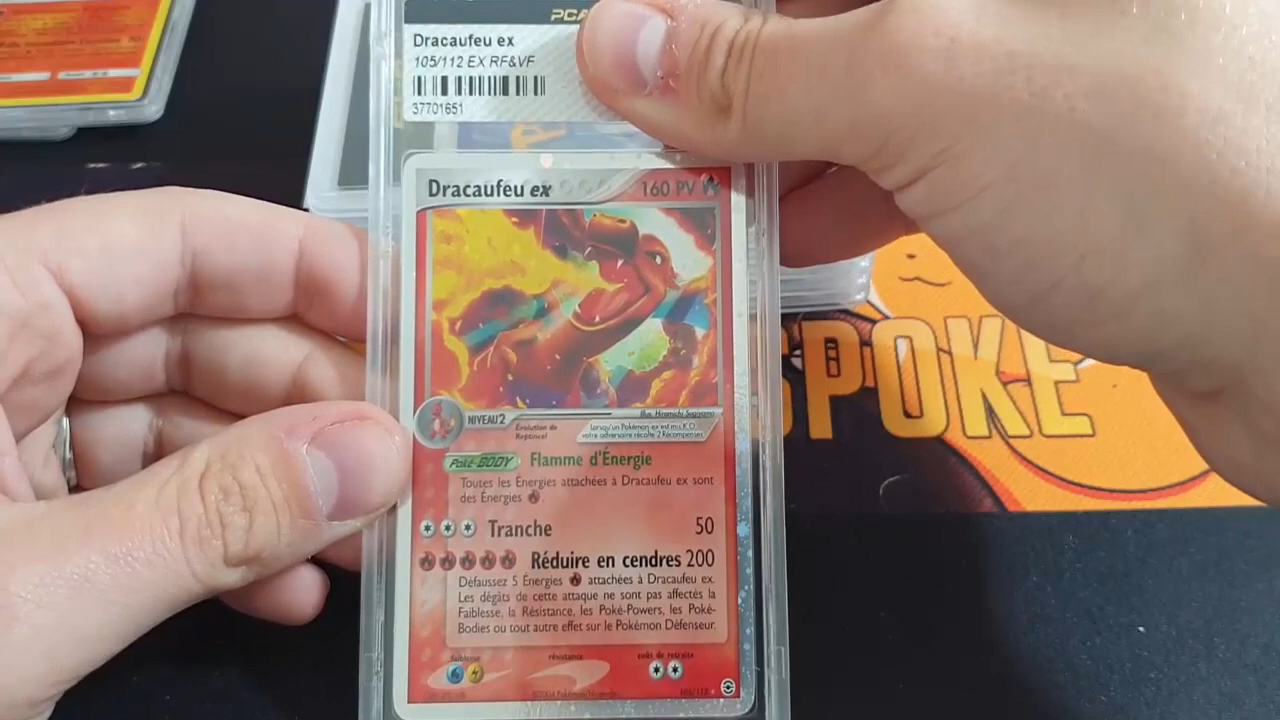 PCA
Dracaufeu ex
105/112 EX RF&VF
37701651
Dracaufeu ex 160 PV
Illus. Hiromichi Sugiyama
NIVEAU 2
Évolution de
Reptincel
Lorsqu'un Pokémon-ex est mis K.O.
votre adversaire récolte 2 Récompenses.
Poké-BODY Flamme d'Énergie
Toutes les Énergies attachées à Dracaufeu ex sont
des Énergies
Tranche 50
Réduire en cendres 200
Défaussez 5 Énergies attachées à Dracaufeu ex.
Les dégâts de cette attaque ne sont pas affectés la
Faiblesse, la Résistance, les Poké-Powers, les Poké-
Bodies ou tout autre effet sur le Pokémon Défenseur.
faiblesse résistance coût de retraite
©2004 Pokémon/Nintendo
105/112
POKE